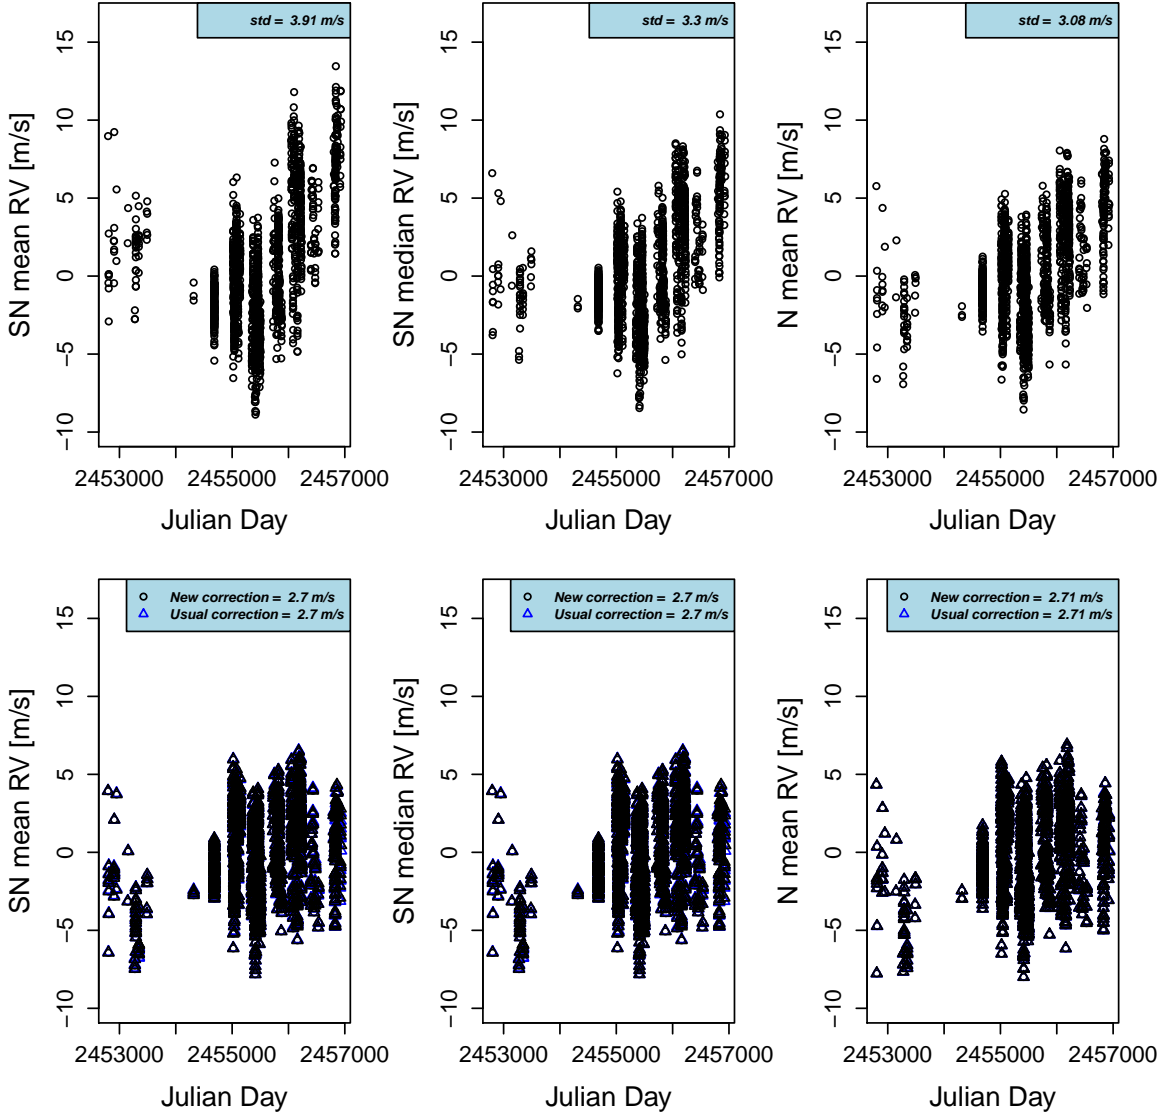 std = 3.91 m/s
SN mean RV [m/s]
15
10
5
0
−5
−10
2453000
2455000
2457000
Julian Day
std = 3.3 m/s
SN median RV [m/s]
15
10
5
0
−5
−10
2453000
2455000
2457000
Julian Day
std = 3.08 m/s
N mean RV [m/s]
15
10
5
0
−5
−10
2453000
2455000
2457000
Julian Day
New correction = 2.7 m/s
Usual correction = 2.7 m/s
SN mean RV [m/s]
15
10
5
0
−5
−10
2453000
2455000
2457000
Julian Day
New correction = 2.7 m/s
Usual correction = 2.7 m/s
SN median RV [m/s]
15
10
5
0
−5
−10
2453000
2455000
2457000
Julian Day
New correction = 2.71 m/s
Usual correction = 2.71 m/s
N mean RV [m/s]
15
10
5
0
−5
−10
2453000
2455000
2457000
Julian Day